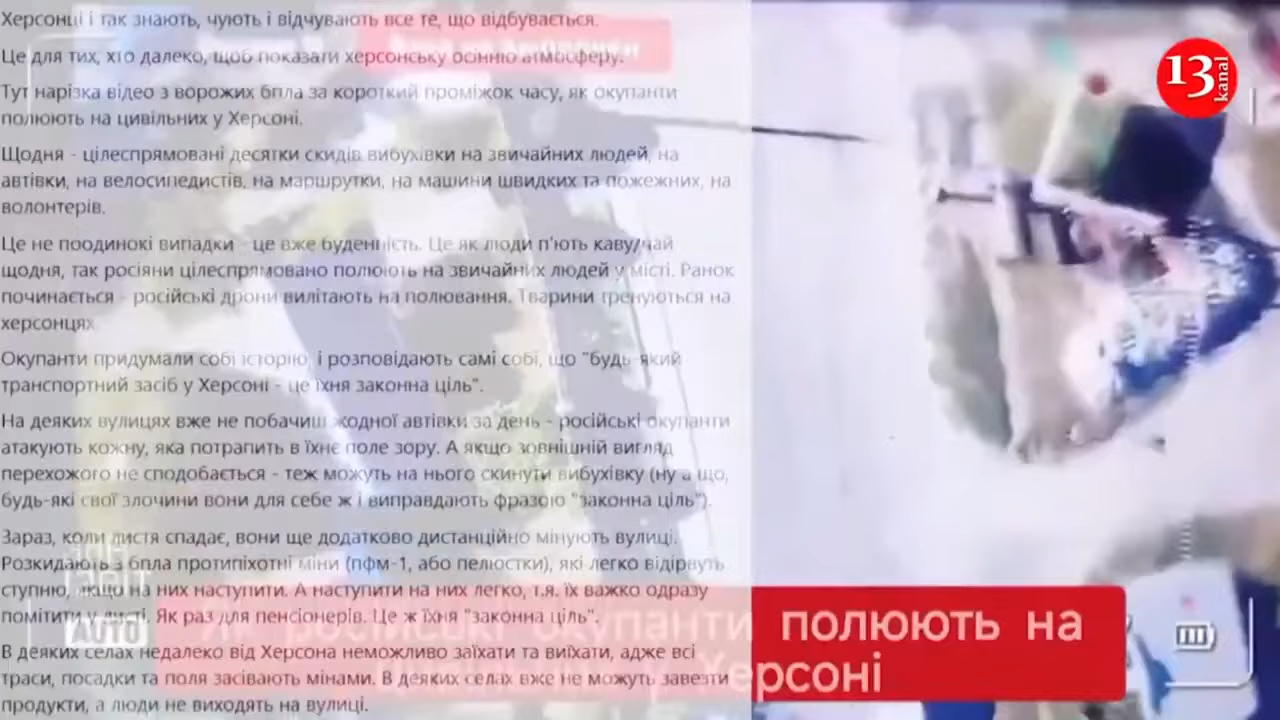 Херсонці і так знають, чують і відчувають все те, що відбувається.
Це для тих, хто далеко, щоб показати херсонську осінню атмосферу.
Тут нарізка відео з ворожих бпла за короткий проміжок часу, як окупанти
полюють на цивільних у Херсоні.
Щодня - цілеспрямовані десятки скидів вибухівки на звичайних людей, на
автівки, на велосипедистів, на маршрутки, на машини швидких та пожежних, на
волонтерів.
Це не поодинокі випадки - це вже буденність. Це як люди п'ють каву/чай
щодня, так росіяни цілеспрямовано полюють на звичайних людей у місті. Ранок
починається - російські дрони вилітають на полювання. Тварини тренуються на
херсонцях
Окупанти придумали собі історію, і розповідають самі собі, що "будь-який
транспортний засіб у Херсоні - це їхня законна ціль".
На деяких вулицях вже не побачиш жодної автівки за день - російські окупанти
атакують кожну, яка потрапить в їхнє поле зору. А якщо зовнішній вигляд
перехожого не сподобається - теж можуть на нього скинути вибухівку (ну а що,
будь-які свої злочини вони для себе ж і виправдають фразою "законна ціль").
Зараз, коли листя спадає, вони ще додатково дистанційно мінують вулиці.
Розкидають з бпла протипіхотні міни (пфм-1, або пелюстки), які легко відірвуть
ступню, якщо на них наступити. А наступити на них легко, т.я. їх важко одразу
помітити у листі. Як раз для пенсіонерів. Це ж їхня "законна ціль".
В деяких селах недалеко від Херсона неможливо заїхати та виїхати, адже всі
траси, посадки та поля засівають мінами. В деяких селах вже не можуть завезти
продукти, а люди не виходять на вулиці.
13 kanal
AUTO
Як російські окупанти полюють на
Херсоні